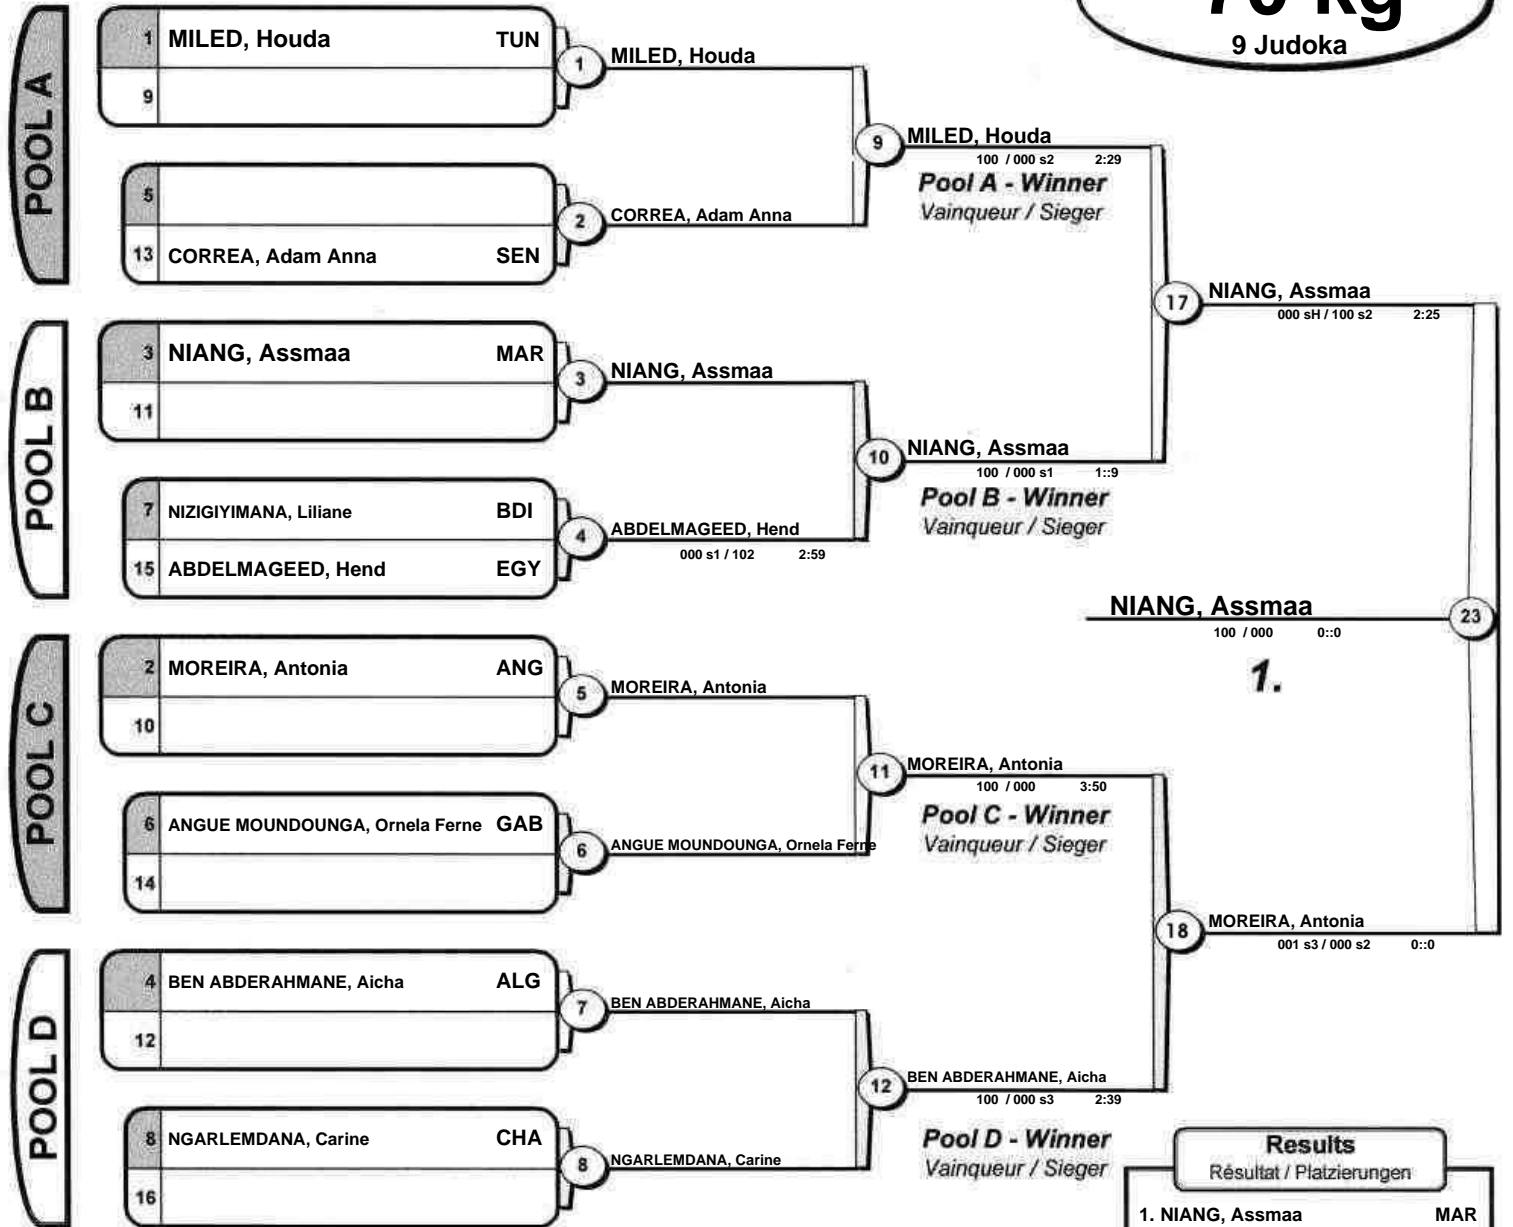 70 kg
9 Judoka
POOL A
1 MILED, Houda TUN
9
5
13 CORREA, Adam Anna SEN
1 MILED, Houda
2 CORREA, Adam Anna
9 MILED, Houda
100 / 000 s2 2:29
Pool A - Winner
Vainqueur / Sieger
POOL B
3 NIANG, Assmaa MAR
11
7 NIZIGIYIMANA, Liliane BDI
15 ABDELMAGEED, Hend EGY
3 NIANG, Assmaa
4 ABDELMAGEED, Hend
000 s1 / 102 2:59
10 NIANG, Assmaa
100 / 000 s1 1::9
Pool B - Winner
Vainqueur / Sieger
17 NIANG, Assmaa
000 sH / 100 s2 2:25
NIANG, Assmaa 23
100 / 000 0::0
1.
POOL C
2 MOREIRA, Antonia ANG
10
6 ANGUE MOUNDOUNGA, Ornela Ferne GAB
14
5 MOREIRA, Antonia
6 ANGUE MOUNDOUNGA, Ornela Ferne
11 MOREIRA, Antonia
100 / 000 3:50
Pool C - Winner
Vainqueur / Sieger
18 MOREIRA, Antonia
001 s3 / 000 s2 0::0
POOL D
4 BEN ABDERAHMANE, Aicha ALG
12
8 NGARLEMDANA, Carine CHA
16
7 BEN ABDERAHMANE, Aicha
8 NGARLEMDANA, Carine
12 BEN ABDERAHMANE, Aicha
100 / 000 s3 2:39
Pool D - Winner
Vainqueur / Sieger
Results
Résultat / Platzierungen
1. NIANG, Assmaa MAR